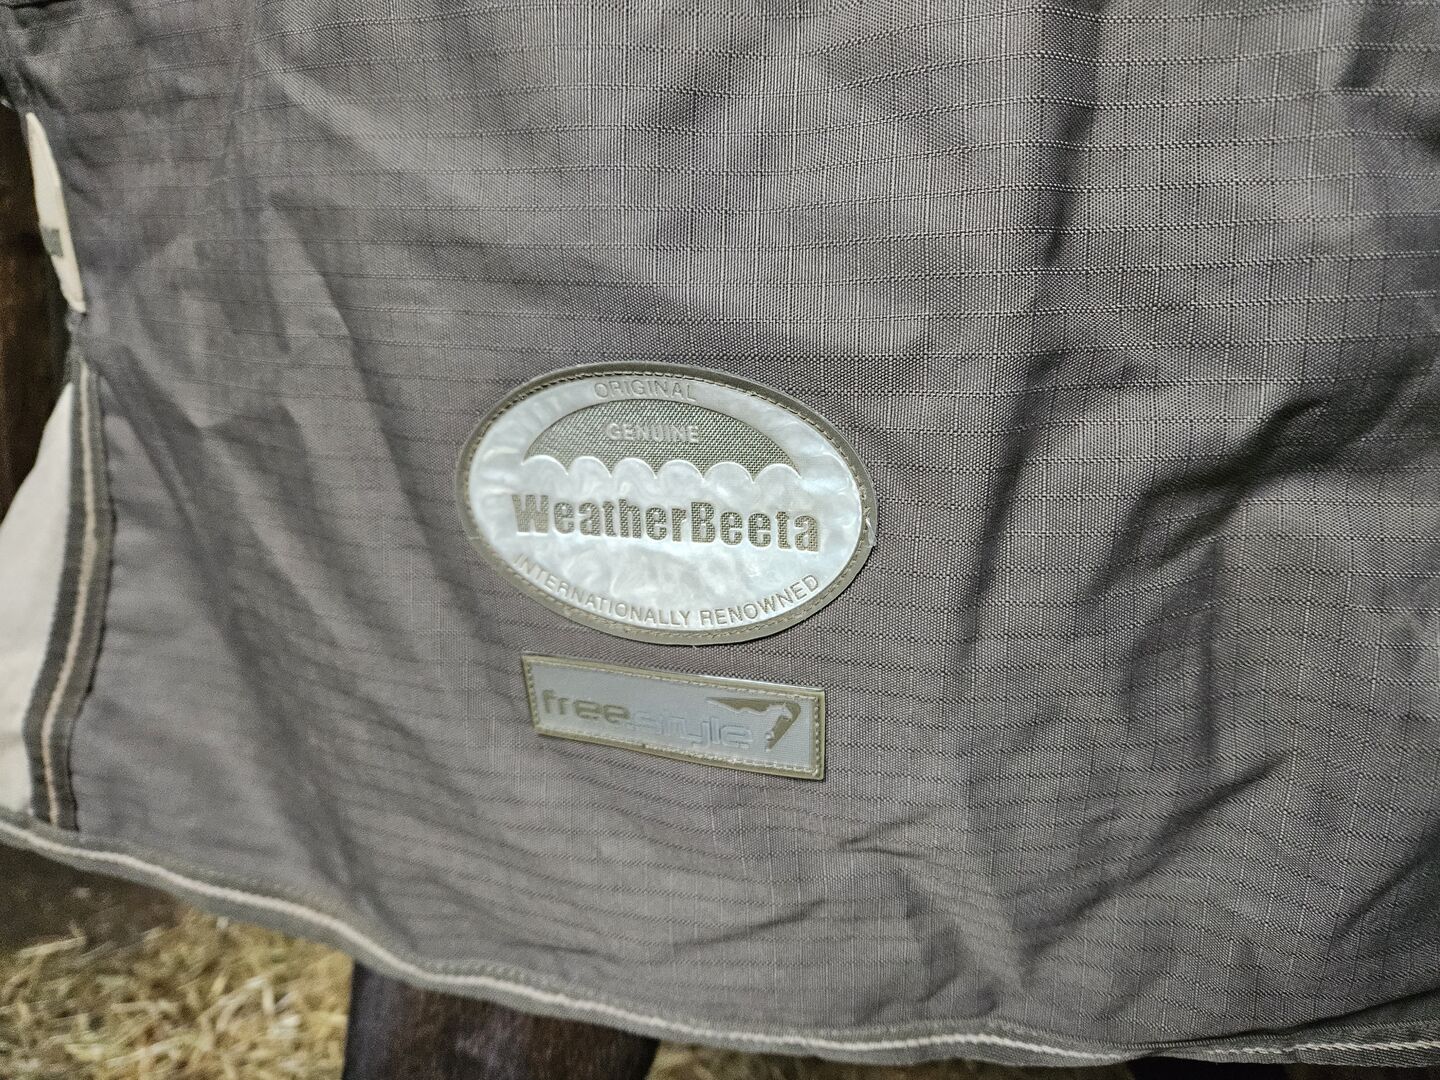 ORIGINAL
GENUINE
WeatherBeeta
INTERNATIONALLY RENOWNED
freestyle